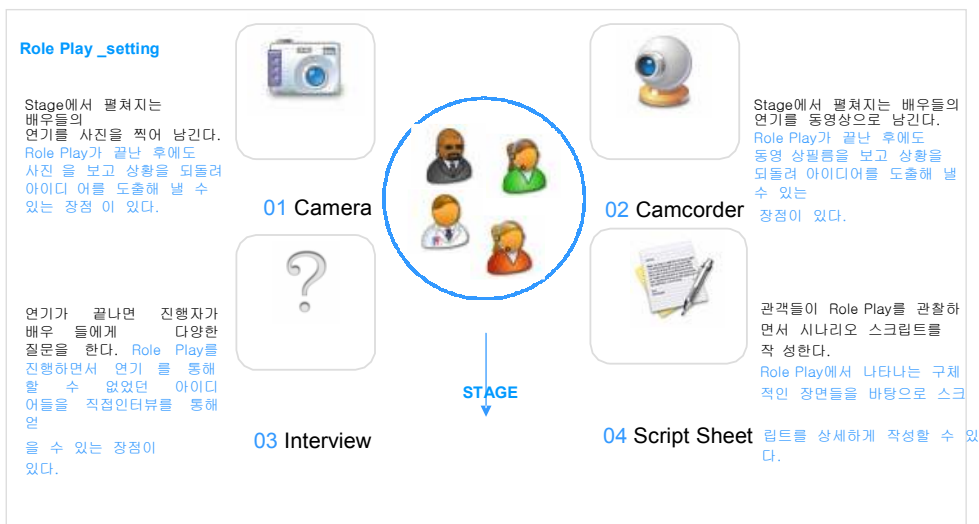 Role Play _setting
Stage에서 펼쳐지는
배우들의
연기를 사진을 찍어 남긴다.
Role Play가 끝난 후에도
사진 을 보고 상황을 되돌려
아이디 어를 도출해 낼 수
있는 장점 이 있다.
01 Camera
Stage에서 펼쳐지는 배우들의
연기를 동영상으로 남긴다.
Role Play가 끝난 후에도
동영 상필름을 보고 상황을
되돌려 아이디어를 도출해 낼
수 있는
장점이 있다.
02 Camcorder
연기가 끝나면 진행자가
배우 들에게 다양한
질문을 한다. Role Play를
진행하면서 연기 를 통해
할 수 없었던 아이디
어들을 직접인터뷰를 통해
얻
을 수 있는 장점이
있다.
03 Interview
STAGE
관객들이 Role Play를 관찰하
면서 시나리오 스크립트를
작 성한다.
Role Play에서 나타나는 구체
적인 장면들을 바탕으로 스크
립트를 상세하게 작성할 수 있
다.
04 Script Sheet